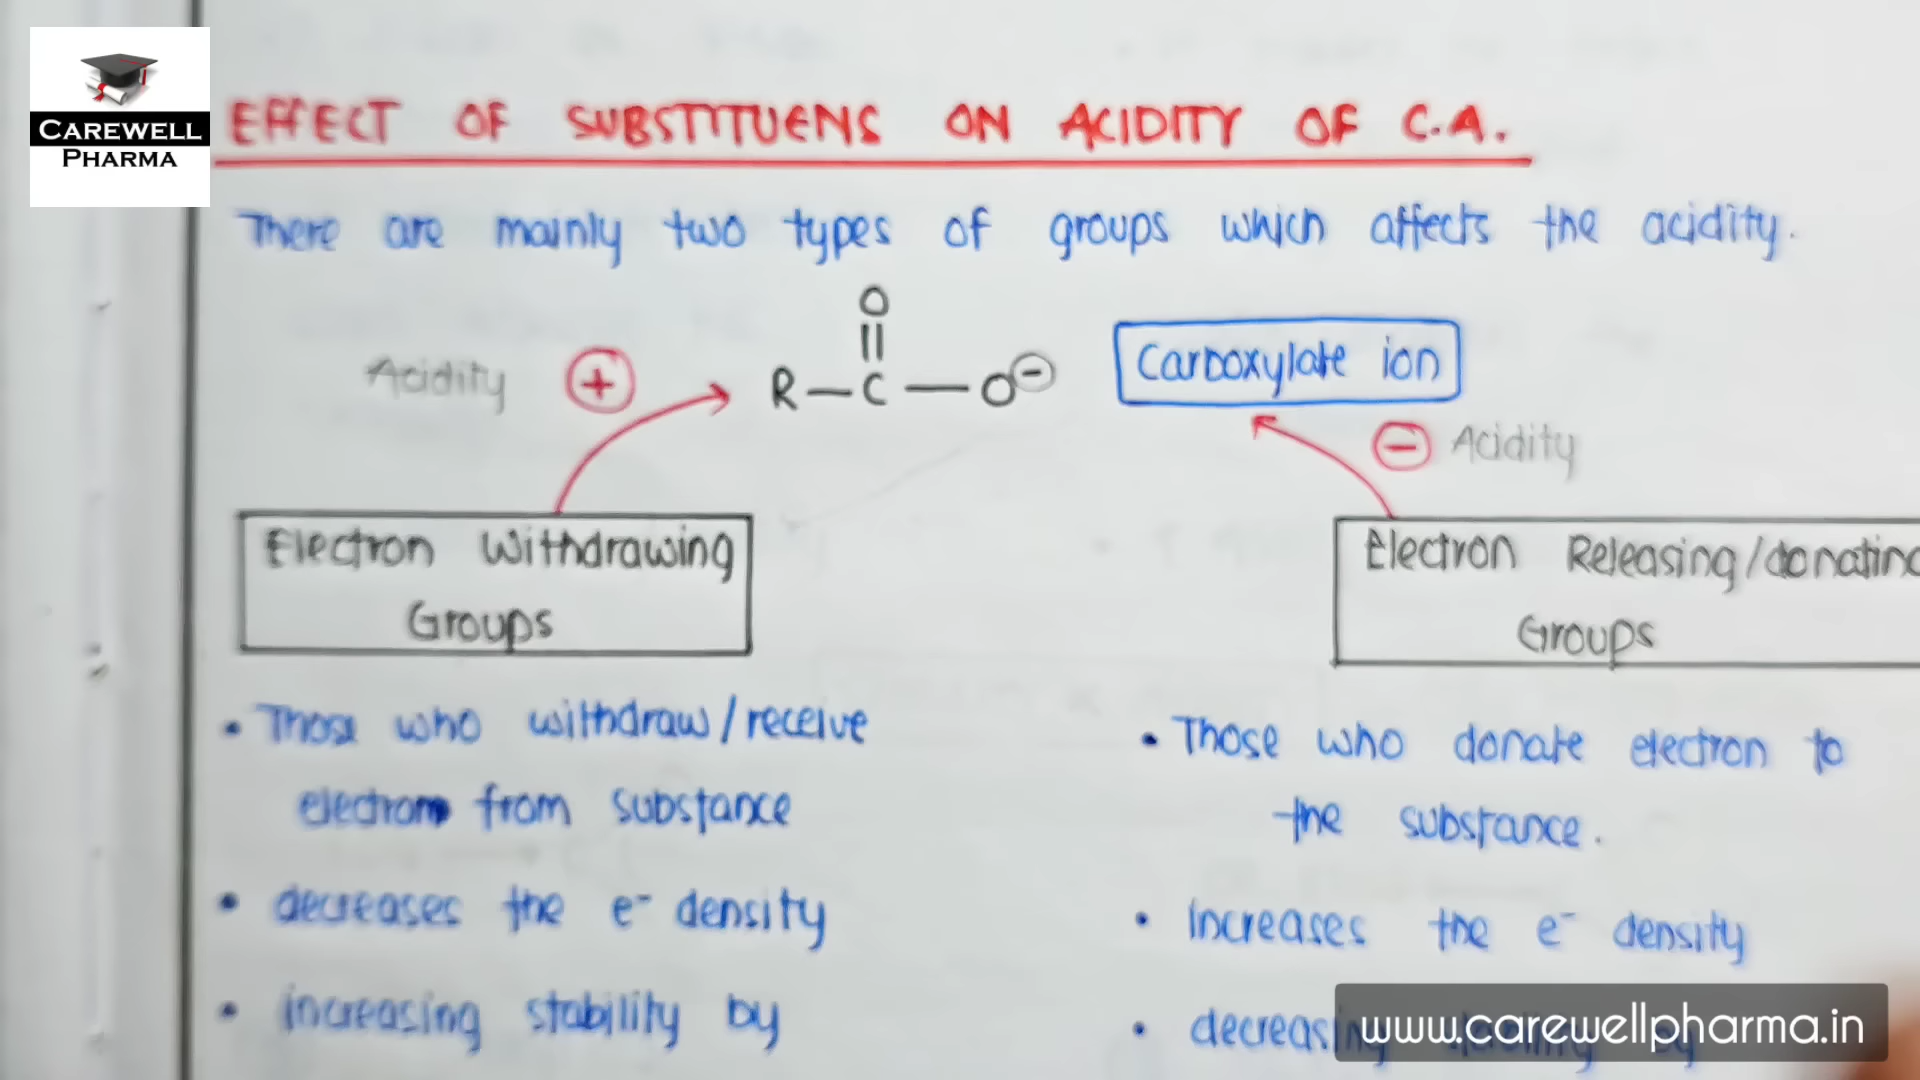 CAREWELL
PHARMA
EFFECT OF SUBSTITUENS ON ACIDITY OF C.A.
There are mainly two types of groups which affects the acidity.
O
Acidity + R-C-O⊖ Carboxylate ion
⊖ Acidity
Electron Withdrawing
Groups
Electron Releasing/donating
Groups
• Those who withdraw/receive
electron from substance
• decreases the e⁻ density
• increasing stability by
• Those who donate electron to
the substance.
• Increases the e⁻ density
• decreasing by
www.carewellpharma.in